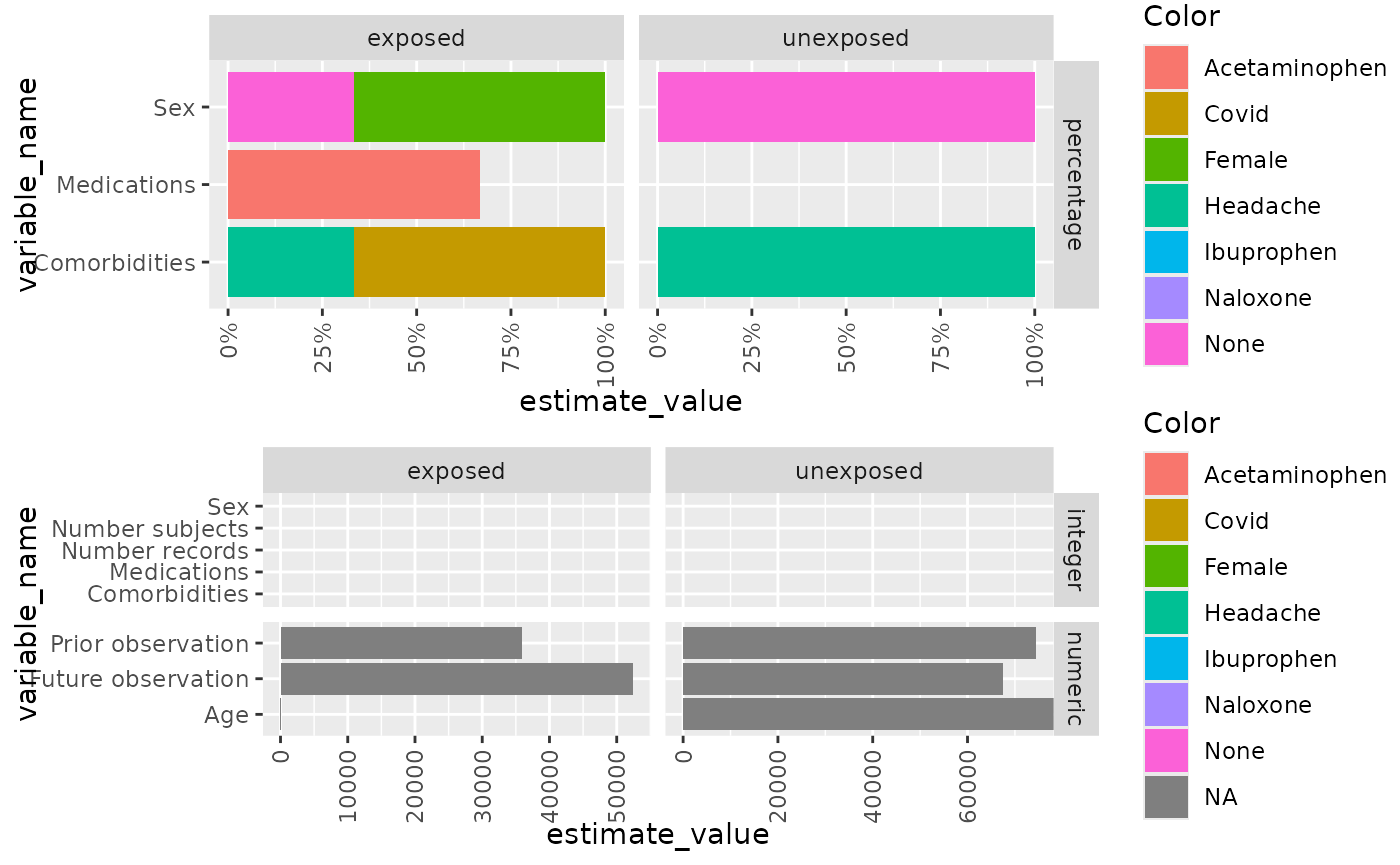 exposed
unexposed
variable_name
Sex
Medications
Comorbidities
percentage
0%
25%
50%
75%
100%
0%
25%
50%
75%
100%
estimate_value
Color
Acetaminophen
Covid
Female
Headache
Ibuprophen
Naloxone
None
exposed
unexposed
variable_name
Sex
Number subjects
Number records
Medications
Comorbidities
integer
Prior observation
Future observation
Age
numeric
0
10000
20000
30000
40000
50000
0
20000
40000
60000
estimate_value
Color
Acetaminophen
Covid
Female
Headache
Ibuprophen
Naloxone
None
NA